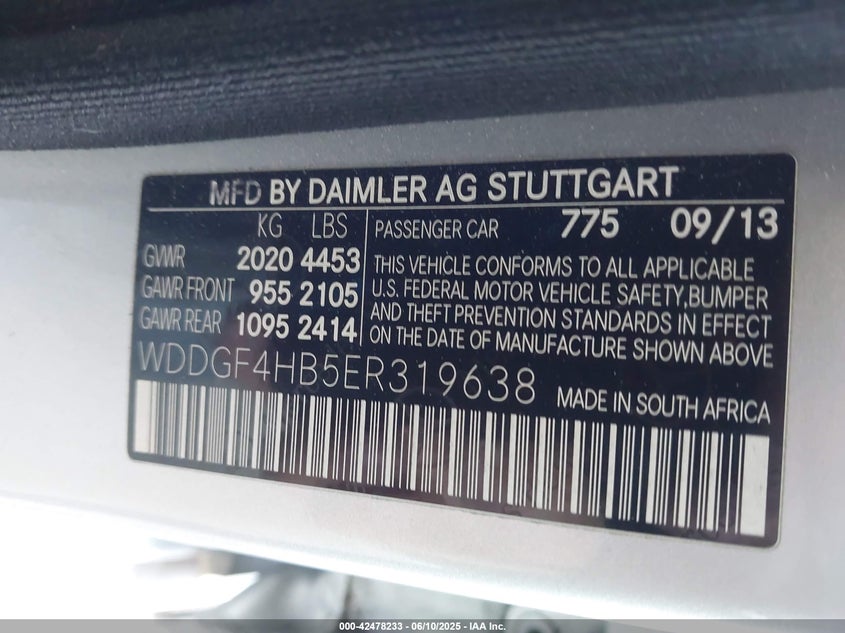 MFD BY DAIMLER AG STUTTGART
KG LBS
GVWR 2020 4453
GAWR FRONT 955 2105
GAWR REAR 1095 2414
PASSENGER CAR 775 09/13
THIS VEHICLE CONFORMS TO ALL APPLICABLE
U.S. FEDERAL MOTOR VEHICLE SAFETY,BUMPER
AND THEFT PREVENTION STANDARDS IN EFFECT
ON THE DATE OF MANUFACTURE SHOWN ABOVE
WDDGF4HB5ER319638
MADE IN SOUTH AFRICA
000-42478233 - 06/10/2025 - IAA Inc.